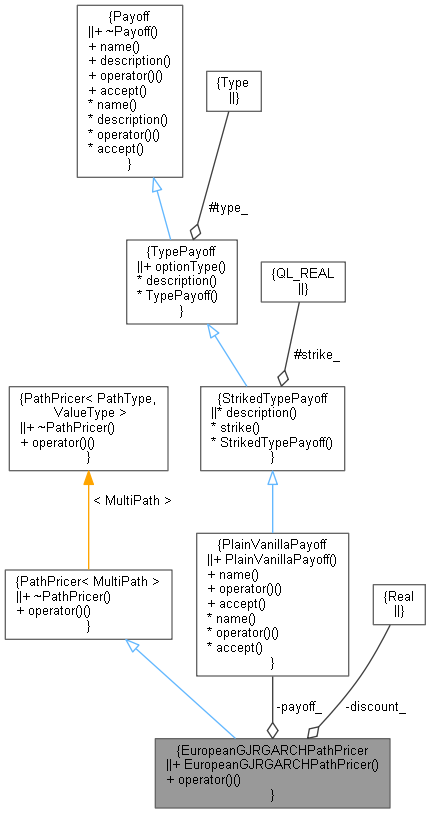 {Payoff
||+ ~Payoff()
+ name()
+ description()
+ operator()()
+ accept()
* name()
* description()
* operator()()
* accept()
}
{Type
||}
#type_
{TypePayoff
||+ optionType()
* description()
* TypePayoff()
}
{QL_REAL
||}
#strike_
{PathPricer< PathType,
ValueType >
||+ ~PathPricer()
+ operator()()
}
{StrikedTypePayoff
||* description()
* strike()
* StrikedTypePayoff()
}
< MultiPath >
{PathPricer< MultiPath >
||+ ~PathPricer()
+ operator()()
}
{PlainVanillaPayoff
||+ PlainVanillaPayoff()
+ name()
+ operator()()
+ accept()
* name()
* operator()()
* accept()
}
{Real
||}
-payoff_
-discount_
{EuropeanGJRGARCHPathPricer
||+ EuropeanGJRGARCHPathPricer()
+ operator()()
}